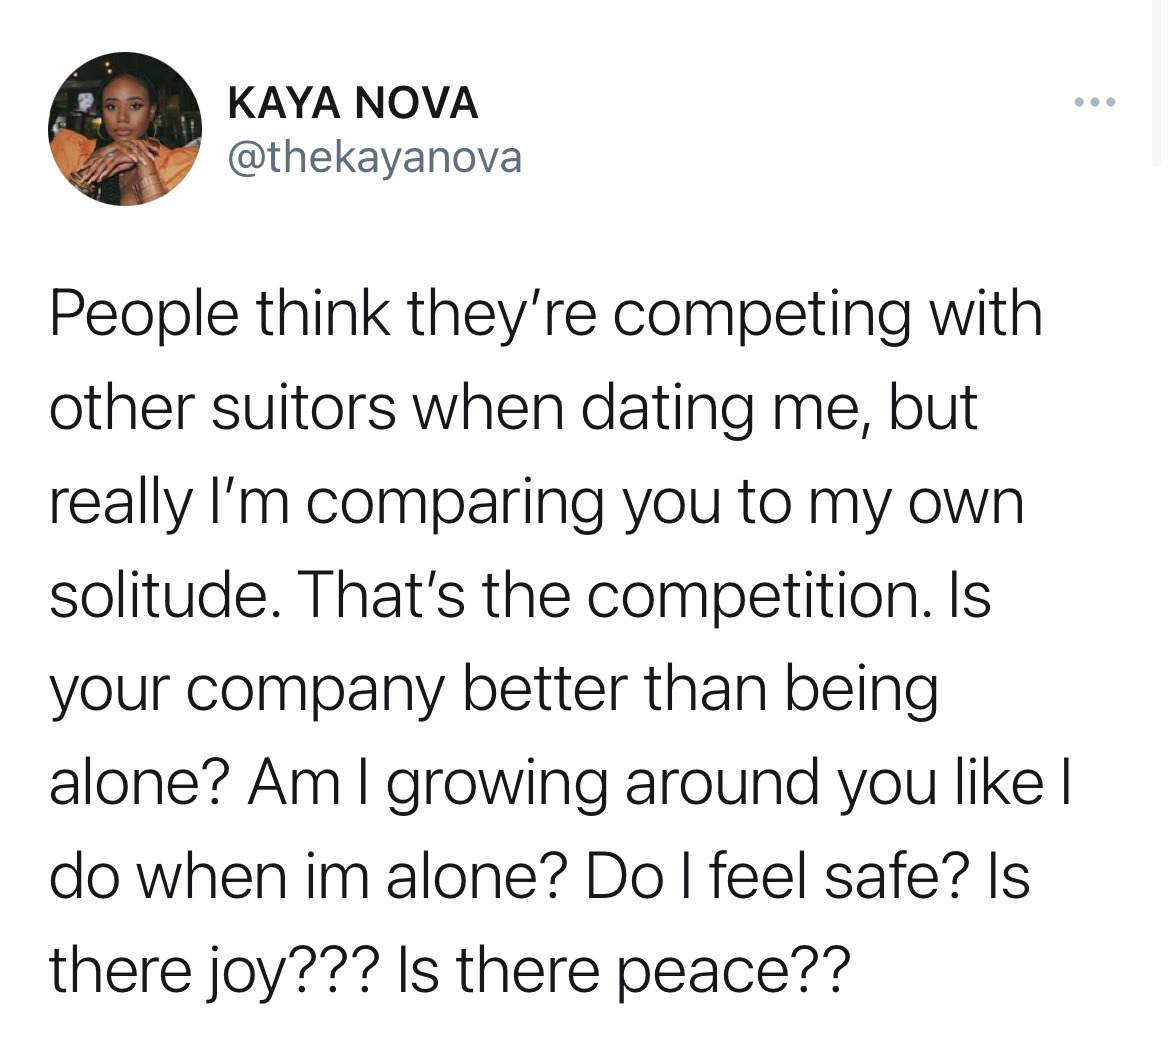 KAYA NOVA
@thekayanova
People think they’re competing with
other suitors when dating me, but
really I’m comparing you to my own
solitude. That’s the competition. Is
your company better than being
alone? Am I growing around you like I
do when im alone? Do I feel safe? Is
there joy??? Is there peace??